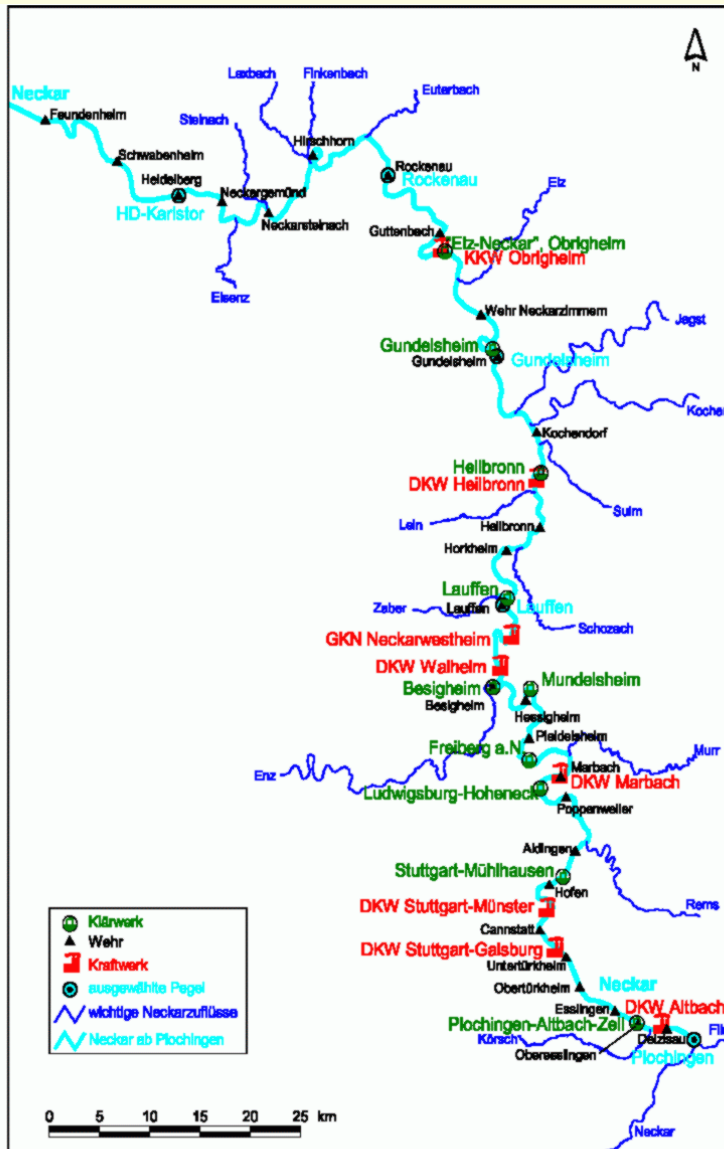 N
Laxbach
Finkenbach
Euterbach
Neckar
Feundenheim
Steinach
Hirschhorn
Schwabenheim
Rockenau
Rockenau
Heidelberg
HD-Karlstor
Neckargemünd
Neckarsteinach
Elz
Elsenz
Guttenbach
"Elz-Neckar", Obrigheim
KKW Obrigheim
Wehr Neckarzimmern
Jagst
Gundelsheim
Gundelsheim
Gundelsheim
Kocher
Kochendorf
Heilbronn
DKW Heilbronn
Sulm
Lein
Heilbronn
Horkheim
Lauffen
Zaber
Lauffen
Lauffen
Schozach
GKN Neckarwestheim
DKW Walheim
Besigheim
Mundelsheim
Besigheim
Hessigheim
Pleidelsheim
Freiberg a.N.
Murr
Enz
Marbach
DKW Marbach
Ludwigsburg-Hoheneck
Poppenweiler
Aldingen
Stuttgart-Mühlhausen
Hofen
Rems
DKW Stuttgart-Münster
Cannstatt
DKW Stuttgart-Gaisburg
Untertürkheim
Obertürkheim
Neckar
Esslingen
DKW Altbach
Plochingen-Altbach-Zell
Körsch
Deizisau
Oberesslingen
Plochingen
Neckar
Klärwerk
Wehr
Kraftwerk
ausgewählte Pegel
wichtige Neckarzuflüsse
Neckar ab Plochingen
0 5 10 15 20 25 km